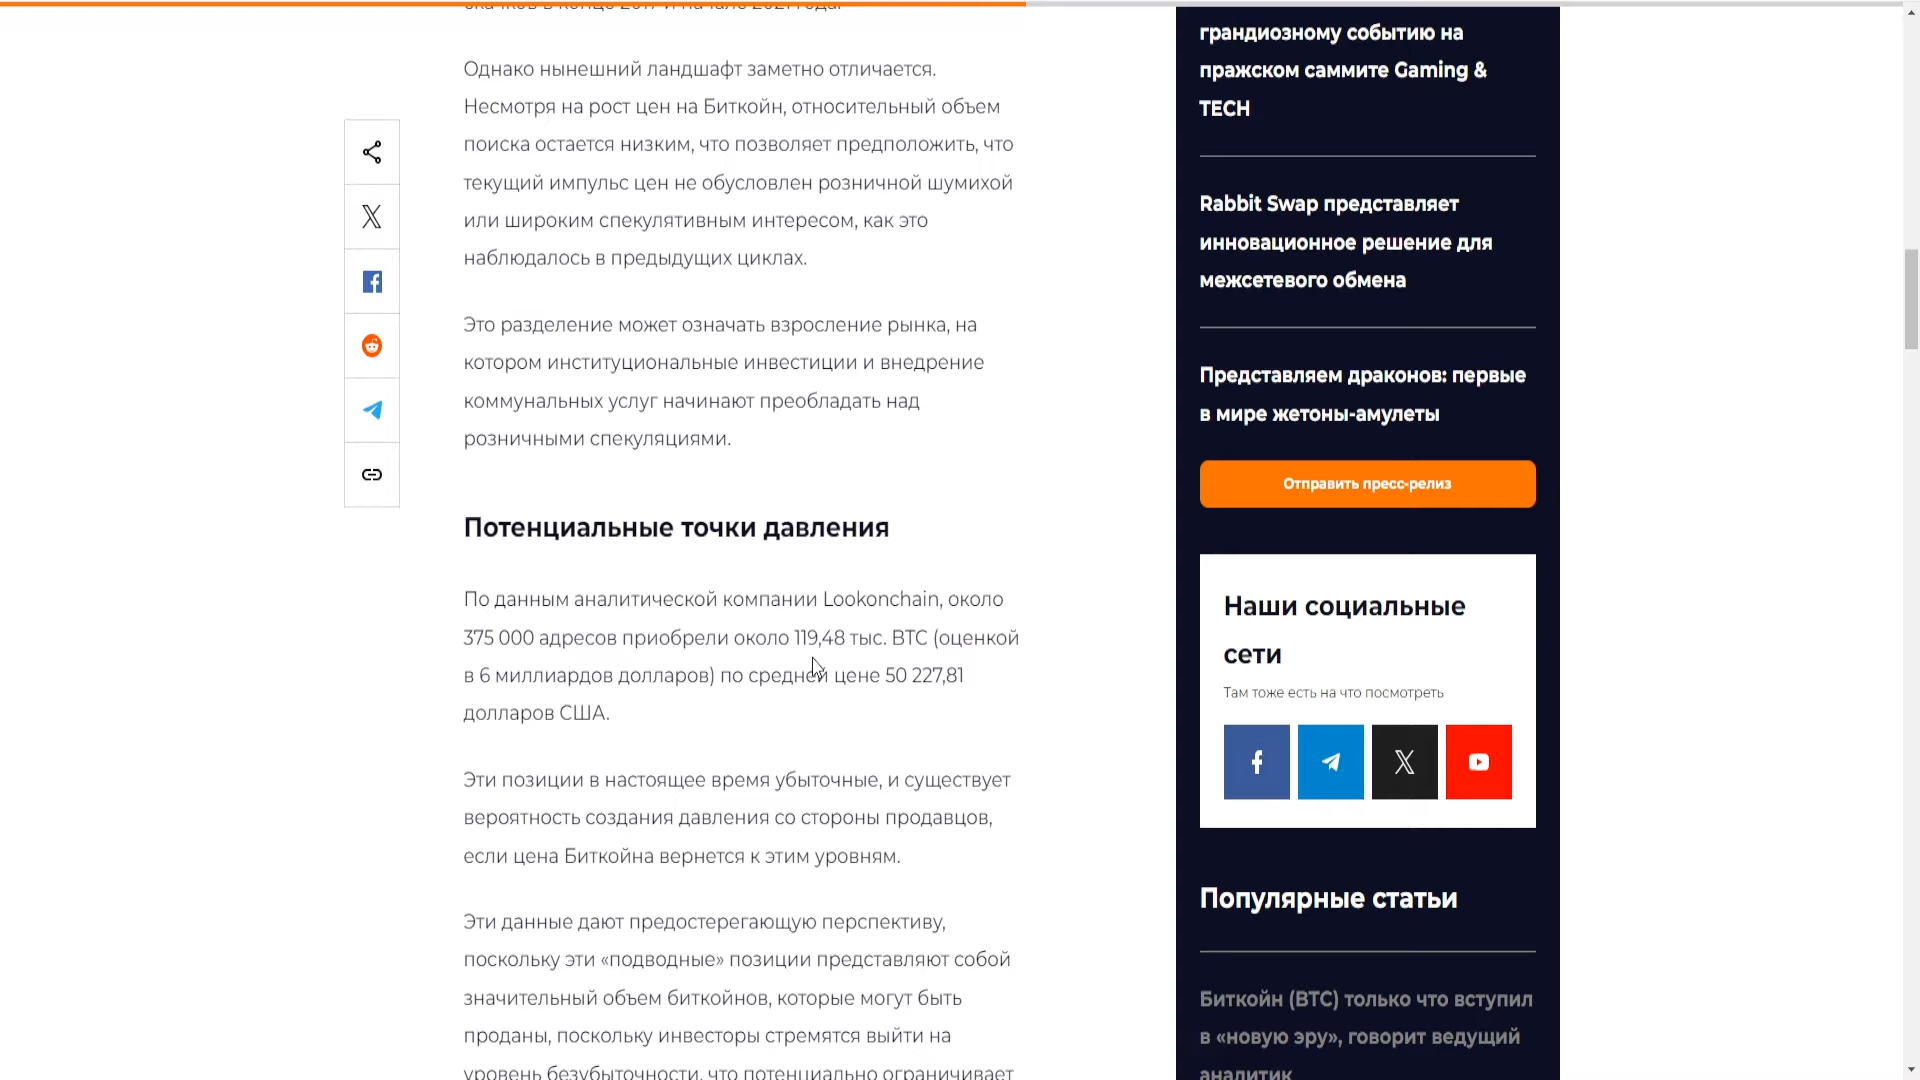 Однако нынешний ландшафт заметно отличается.
Несмотря на рост цен на Биткойн, относительный объем
поиска остается низким, что позволяет предположить, что
текущий импульс цен не обусловлен розничной шумихой
или широким спекулятивным интересом, как это
наблюдалось в предыдущих циклах.
Это разделение может означать взросление рынка, на
котором институциональные инвестиции и внедрение
коммунальных услуг начинают преобладать над
розничными спекуляциями.
Потенциальные точки давления
По данным аналитической компании Lookonchain, около
375 000 адресов приобрели около 119,48 тыс. BTC (оценкой
в 6 миллиардов долларов) по средней цене 50 227,81
долларов США.
Эти позиции в настоящее время убыточные, и существует
вероятность создания давления со стороны продавцов,
если цена Биткойна вернется к этим уровням.
Эти данные дают предостерегающую перспективу,
поскольку эти «подводные» позиции представляют собой
значительный объем биткойнов, которые могут быть
проданы, поскольку инвесторы стремятся выйти на
уровень безубыточности, что потенциально ограничивает
грандиозному событию на
пражском саммите Gaming &
TECH
Rabbit Swap представляет
инновационное решение для
межсетевого обмена
Представляем драконов: первые
в мире жетоны-амулеты
Отправить пресс-релиз
Наши социальные
сети
Там тоже есть на что посмотреть
Популярные статьи
Биткойн (BTC) только что вступил
в «новую эру», говорит ведущий
аналитик